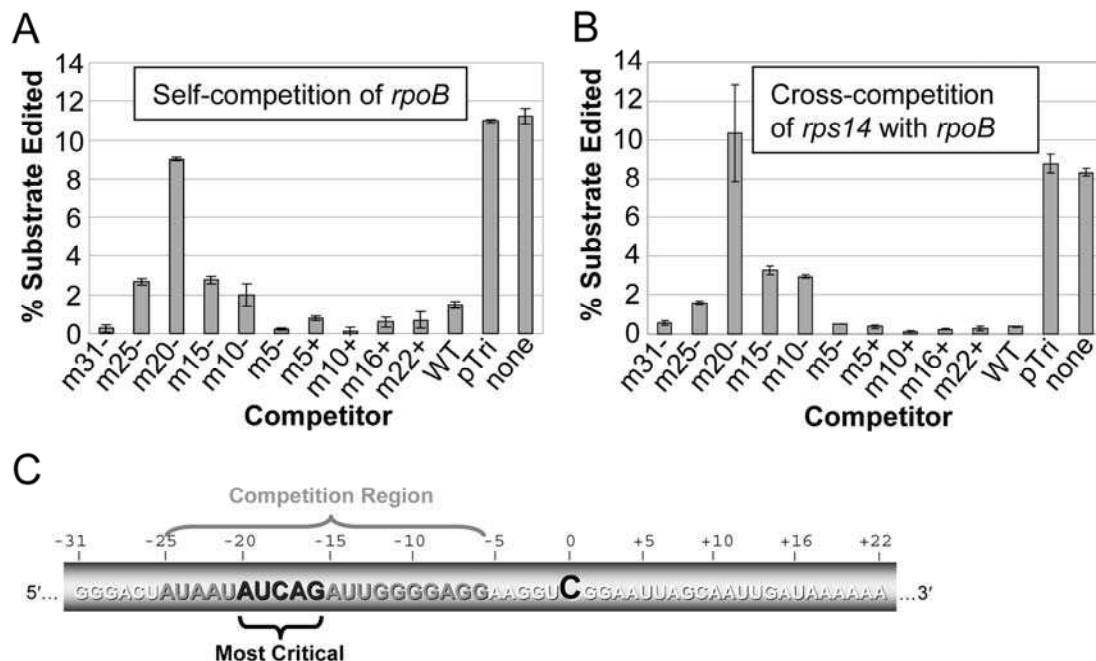 A
% Substrate Edited
14
12
10
8
6
4
2
0
Self-competition of rpoB
m31-
m25-
m20-
m15-
m10-
m5-
m5+
m10+
m16+
m22+
WT
pTri
none
Competitor
B
% Substrate Edited
14
12
10
8
6
4
2
0
Cross-competition
of rps14 with rpoB
m31-
m25-
m20-
m15-
m10-
m5-
m5+
m10+
m16+
m22+
WT
pTri
none
Competitor
C
Competition Region
-31 -25 -20 -15 -10 -5 0 +5 +10 +16 +22
5'... GGGACUAUAAUAUCAGAUUGGGGAGGAAGGUCGGAAUUAGCAAUUGAUAAAAAA ...3'
Most Critical